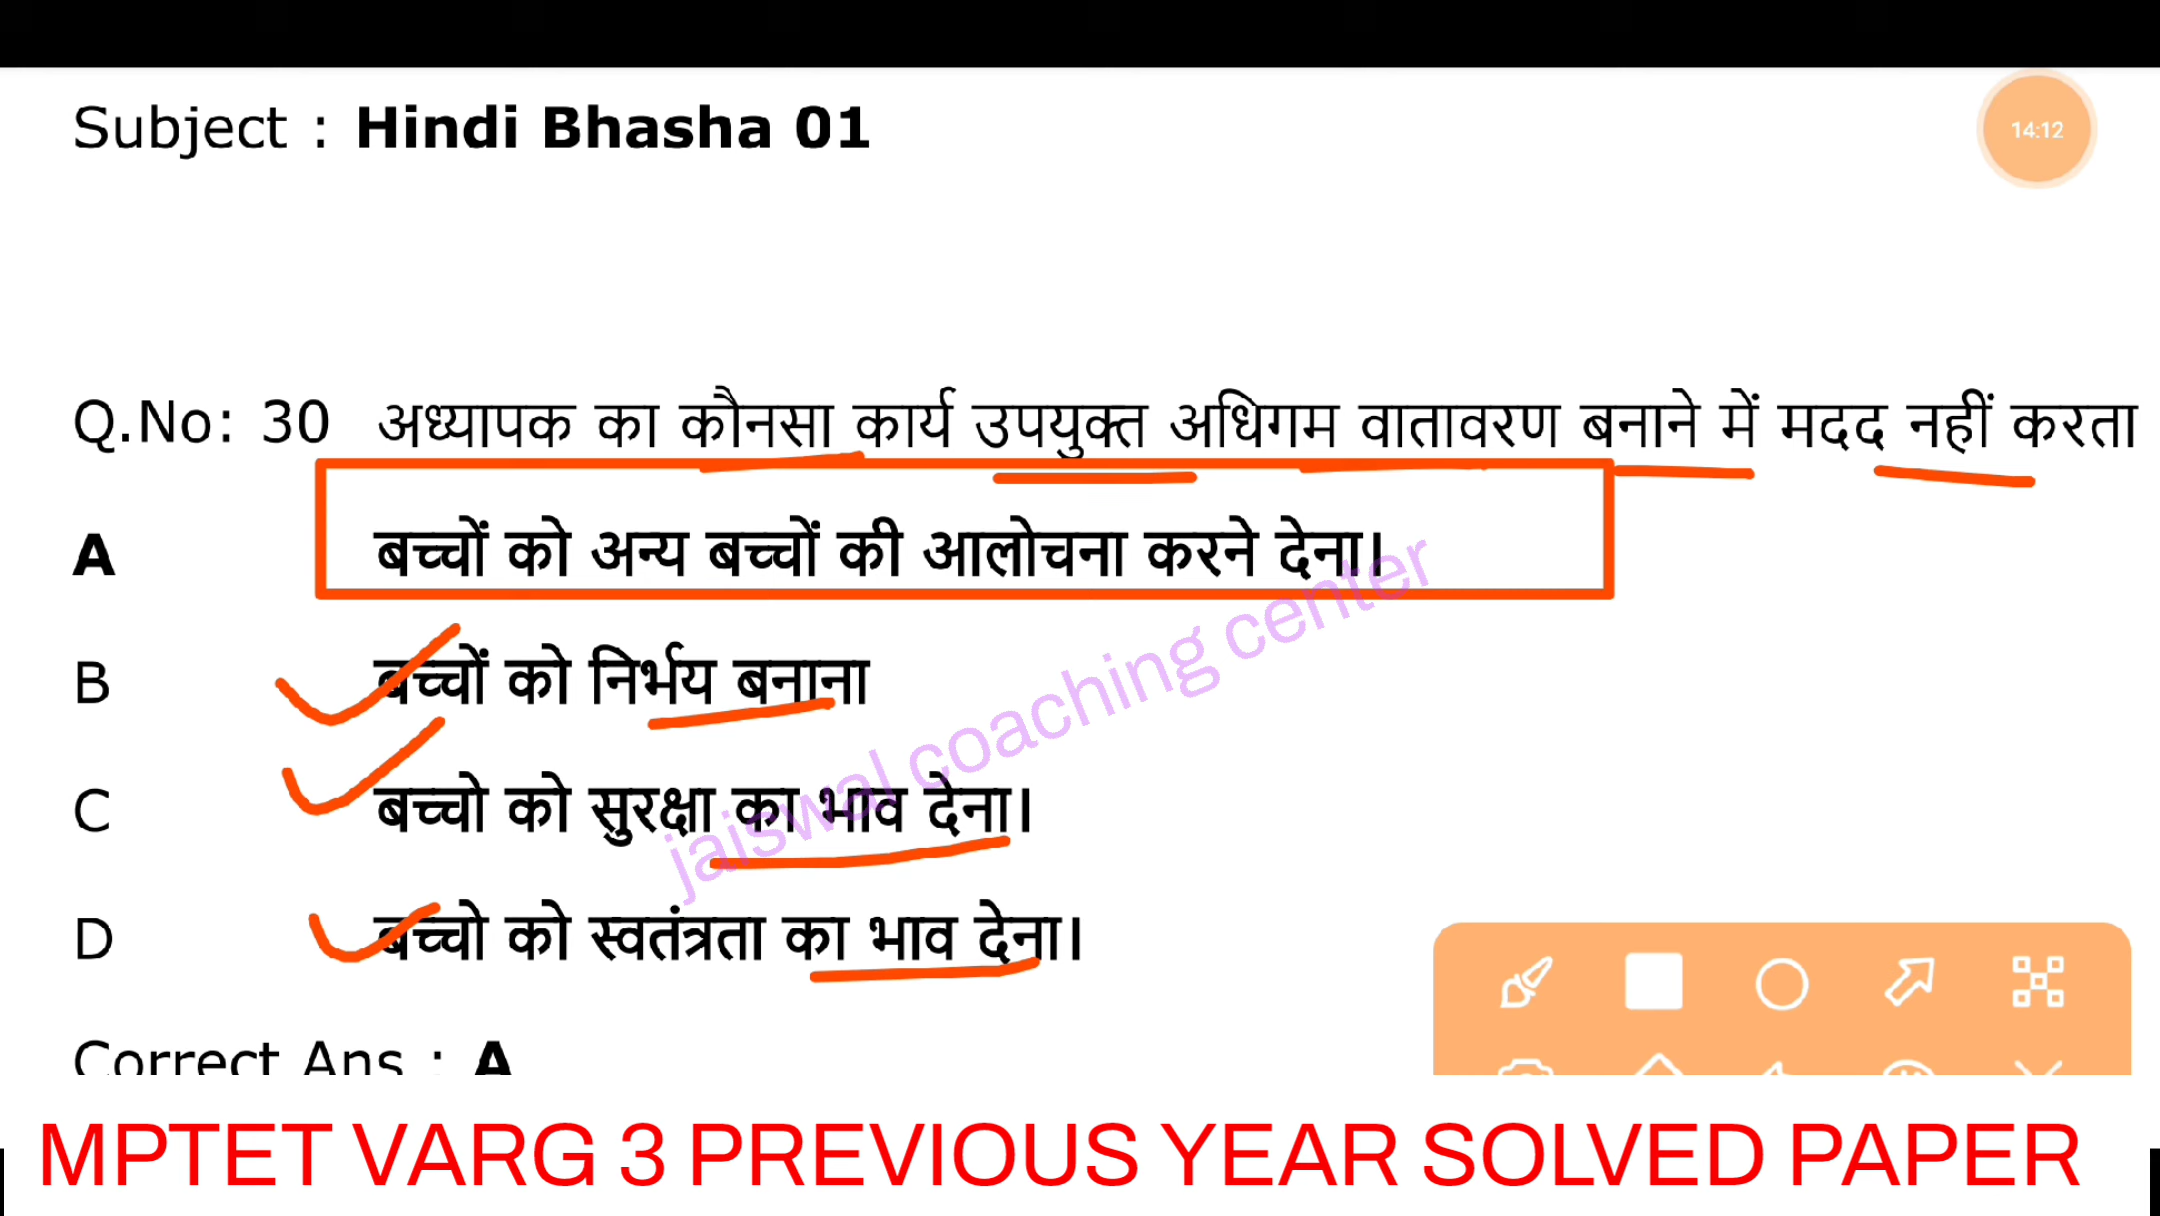 Subject : Hindi Bhasha 01
14:12
Q.No: 30 अध्यापक का कौनसा कार्य उपयुक्त अधिगम वातावरण बनाने में मदद नहीं करता
A बच्चों को अन्य बच्चों की आलोचना करने देना।
B बच्चों को निर्भय बनाना
C बच्चो को सुरक्षा का भाव देना।
D बच्चो को स्वतंत्रता का भाव देना।
jaiswal coaching center
Correct Ans : A
MPTET VARG 3 PREVIOUS YEAR SOLVED PAPER